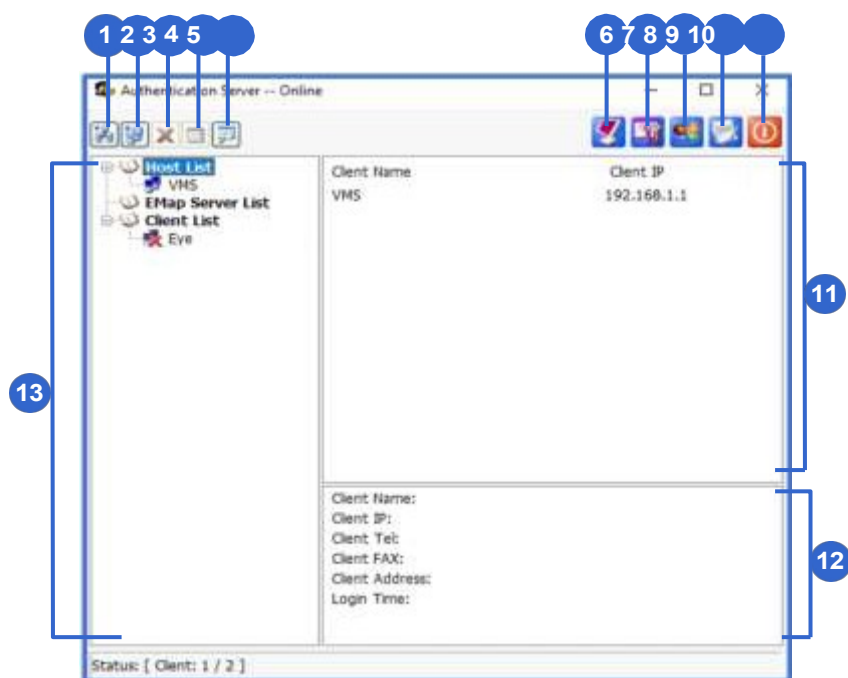 1 2 3 4 5 6 7 8 9 10
Authentication Server -- Online
Host List
VMS
EMap Server List
Client List
Eye
Client Name Client IP
VMS 192.168.1.1
11
13
Client Name:
Client IP:
Client Tel:
Client FAX:
Client Address:
Login Time:
12
Status: [ Client: 1 / 2 ]